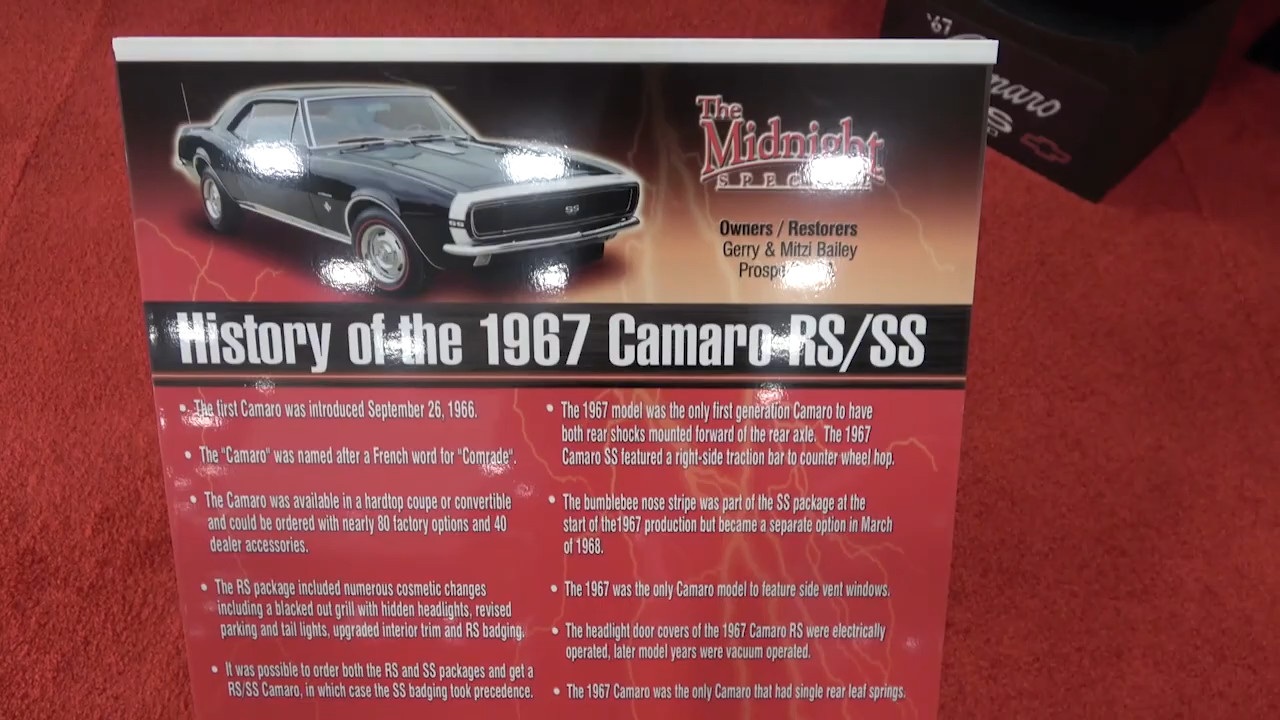 '67
Camaro
The
Midnight
Owners / Restorers
Gerry & Mitzi Bailey
SS
SS
History of the 1967 Camaro RS/SS
• The first Camaro was introduced September 26, 1966.
• The "Camaro" was named after a French word for "Comrade".
• The Camaro was available in a hardtop coupe or convertible
and could be ordered with nearly 80 factory options and 40
dealer accessories.
• The RS package included numerous cosmetic changes
including a blacked out grill with hidden headlights, revised
parking and tail lights, upgraded interior trim and RS badging.
• It was possible to order both the RS and SS packages and get a
RS/SS Camaro, in which case the SS badging took precedence.
• The 1967 model was the only first generation Camaro to have
both rear shocks mounted forward of the rear axle. The 1967
Camaro SS featured a right-side traction bar to counter wheel hop.
• The bumblebee nose stripe was part of the SS package at the
start of the1967 production but became a separate option in March
of 1968.
• The 1967 was the only Camaro model to feature side vent windows.
• The headlight door covers of the 1967 Camaro RS were electrically
operated, later model years were vacuum operated.
• The 1967 Camaro was the only Camaro that had single rear leaf springs.